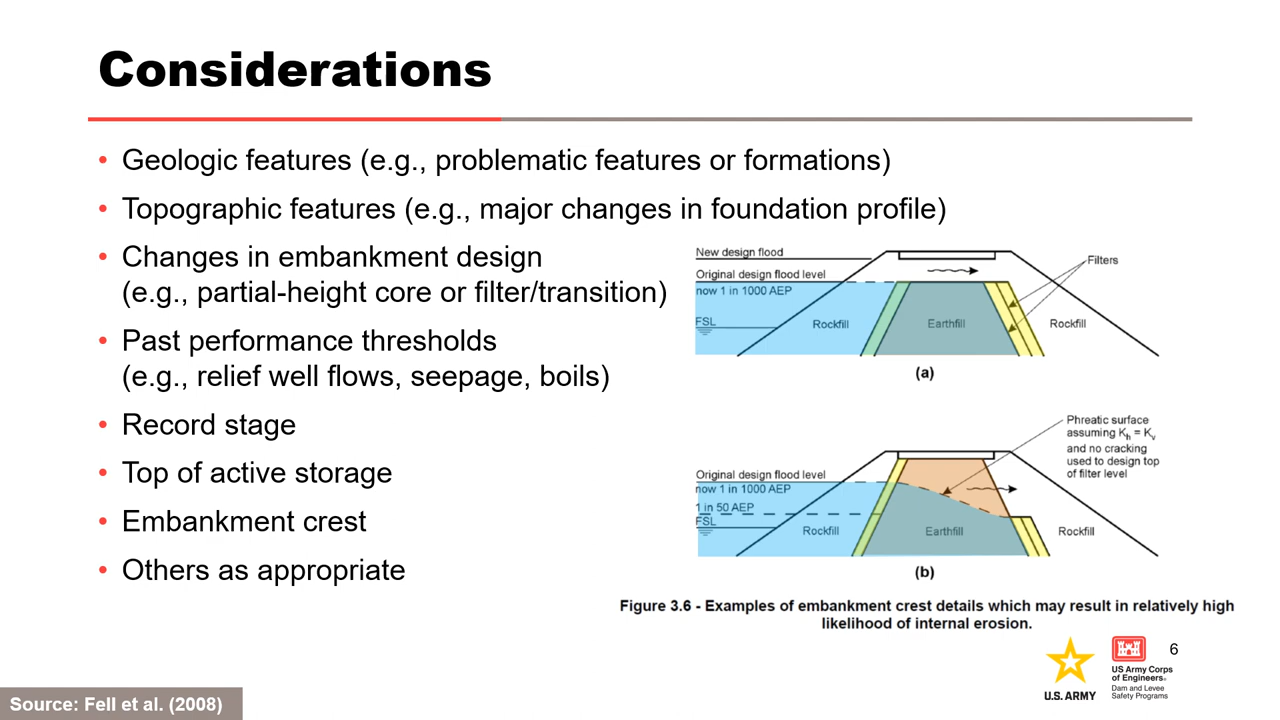 Considerations
• Geologic features (e.g., problematic features or formations)
• Topographic features (e.g., major changes in foundation profile)
• Changes in embankment design
(e.g., partial-height core or filter/transition)
• Past performance thresholds
(e.g., relief well flows, seepage, boils)
• Record stage
• Top of active storage
• Embankment crest
• Others as appropriate
New design flood
Original design flood level
now 1 in 1000 AEP
FSL
Rockfill
Earthfill
Rockfill
Filters
(a)
Phreatic surface
assuming Kh = Kv
and no cracking
used to design top
of filter level
Original design flood level
now 1 in 1000 AEP
1 in 50 AEP
FSL
Rockfill
Earthfill
Rockfill
(b)
Figure 3.6 - Examples of embankment crest details which may result in relatively high
likelihood of internal erosion.
U.S. ARMY
US Army Corps
of Engineers®
Dam and Levee
Safety Programs
6
Source: Fell et al. (2008)